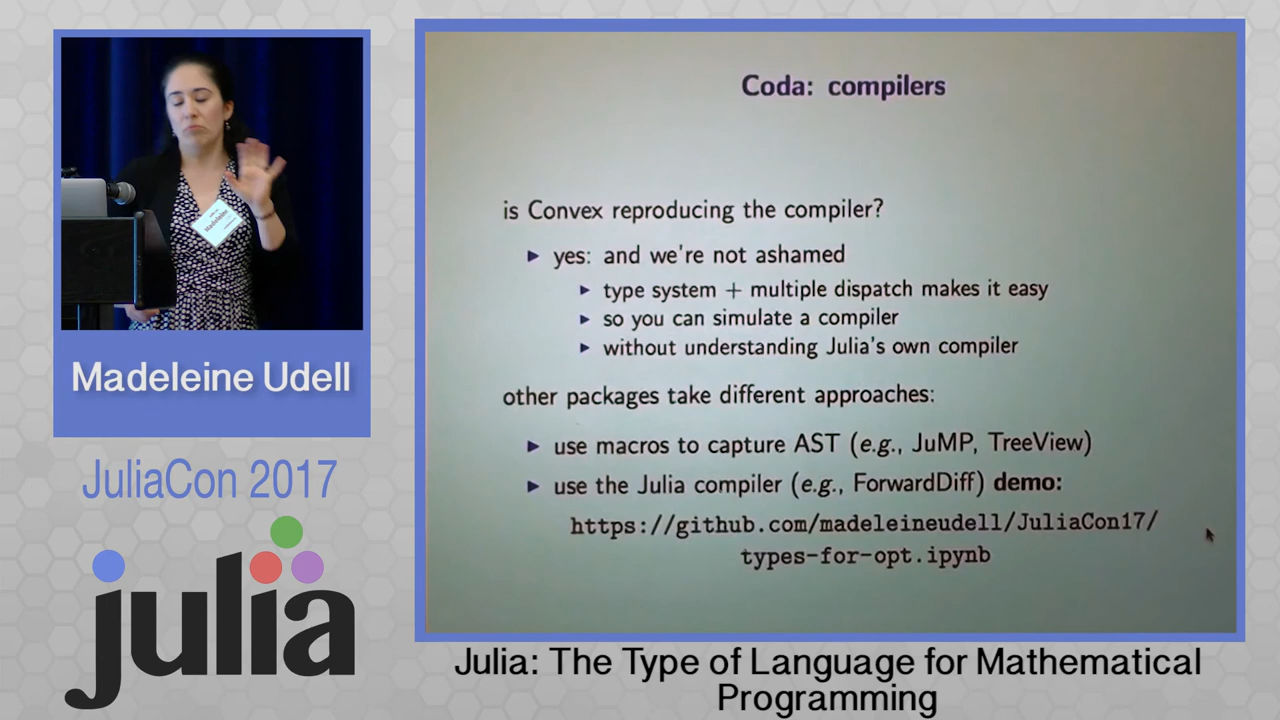 Madeleine
Madeleine Udell
JuliaCon 2017
julia
Coda: compilers
is Convex reproducing the compiler?
▶ yes: and we're not ashamed
▶ type system + multiple dispatch makes it easy
▶ so you can simulate a compiler
▶ without understanding Julia's own compiler
other packages take different approaches:
▶ use macros to capture AST (e.g., JuMP, TreeView)
▶ use the Julia compiler (e.g., ForwardDiff) demo:
https://github.com/madeleineudell/JuliaCon17/
types-for-opt.ipynb
Julia: The Type of Language for Mathematical
Programming